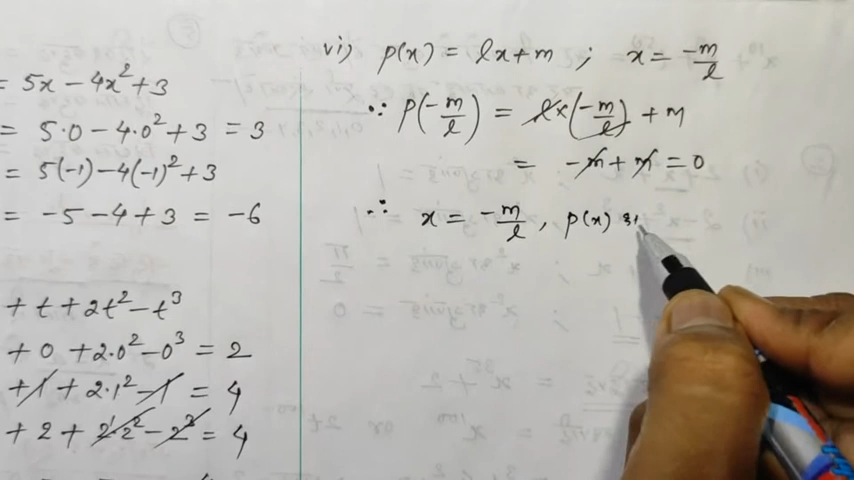 = 5x - 4x² + 3
= 5·0 - 4·0² + 3 = 3
= 5(-1) - 4(-1)² + 3
= -5 - 4 + 3 = -6
+ t + 2t² - t³
+ 0 + 2·0² - 0³ = 2
+ 1 + 2·1² - 1 = 4
+ 2 + 2·2² - 2³ = 4
vi) p(x) = lx + m ; x = -m/l
∵ p(-m/l) = l×(-m/l) + m
= -m + m = 0
∴ x = -m/l, p(x)